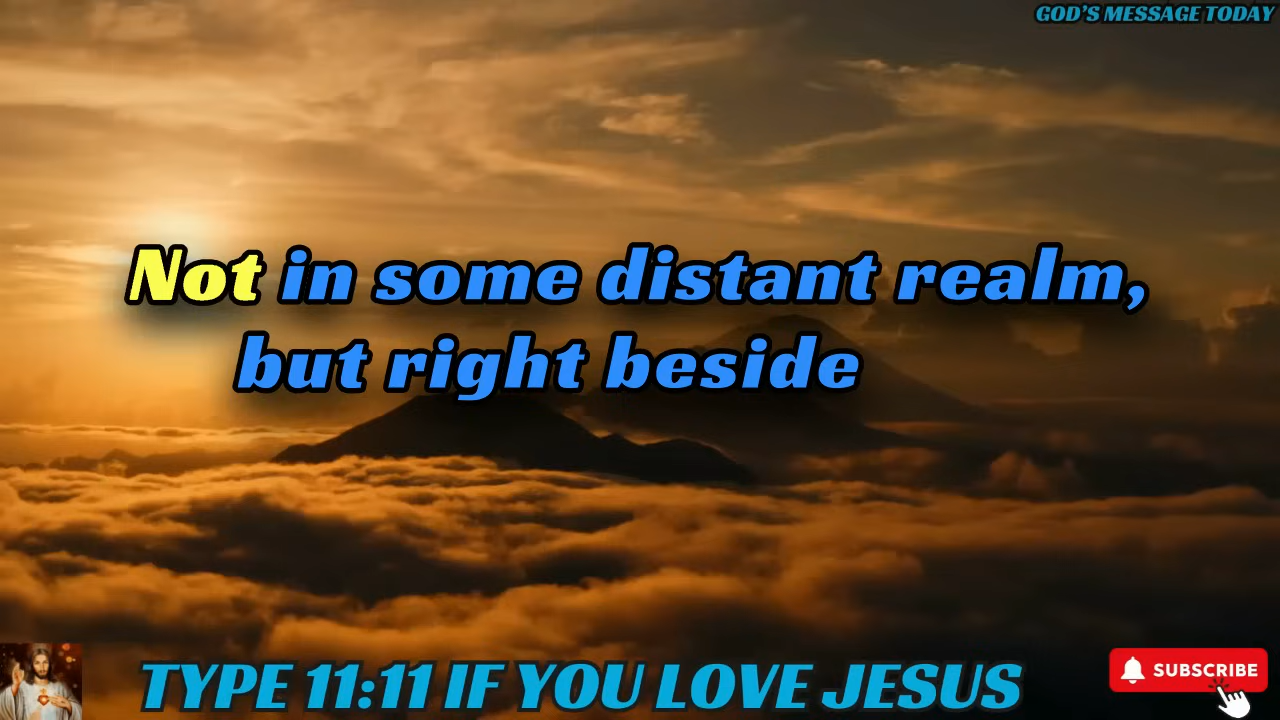 GOD'S MESSAGE TODAY
Not in some distant realm,
but right beside
TYPE 11:11 IF YOU LOVE JESUS
SUBSCRIBE